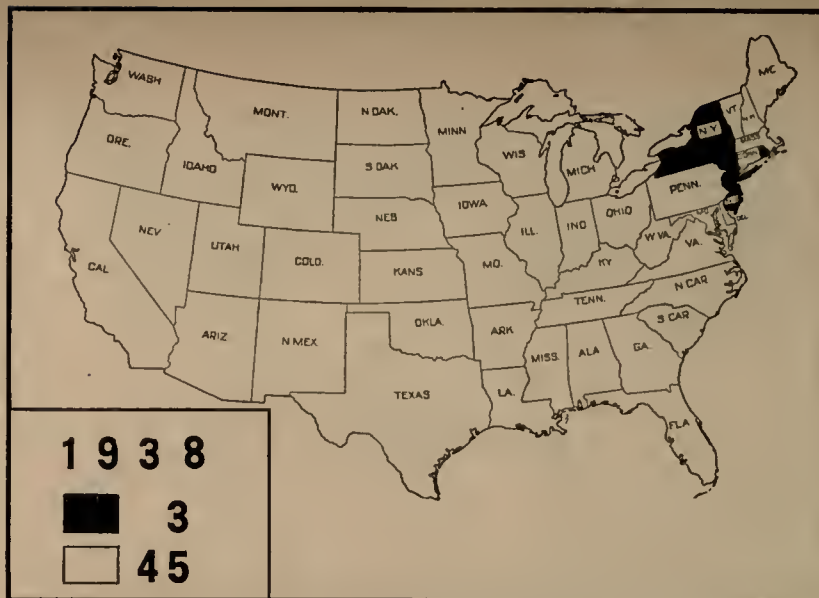 WASH
MONT.
N DAK.
MINN
ME
VT
N.H.
N.Y
MASS
CONN
ORE.
IDAHO
WYO.
S DAK
WIS
MICH
PENN.
NEV
UTAH
COLO.
NEB
IOWA
ILL.
IND
OHIO
W VA.
VA.
DEL
CAL
KANS
MO.
KY
N CAR
ARIZ
N MEX.
OKLA.
ARK
TENN.
S CAR
TEXAS
LA.
MISS.
ALA
GA.
FLA
1938
3
45